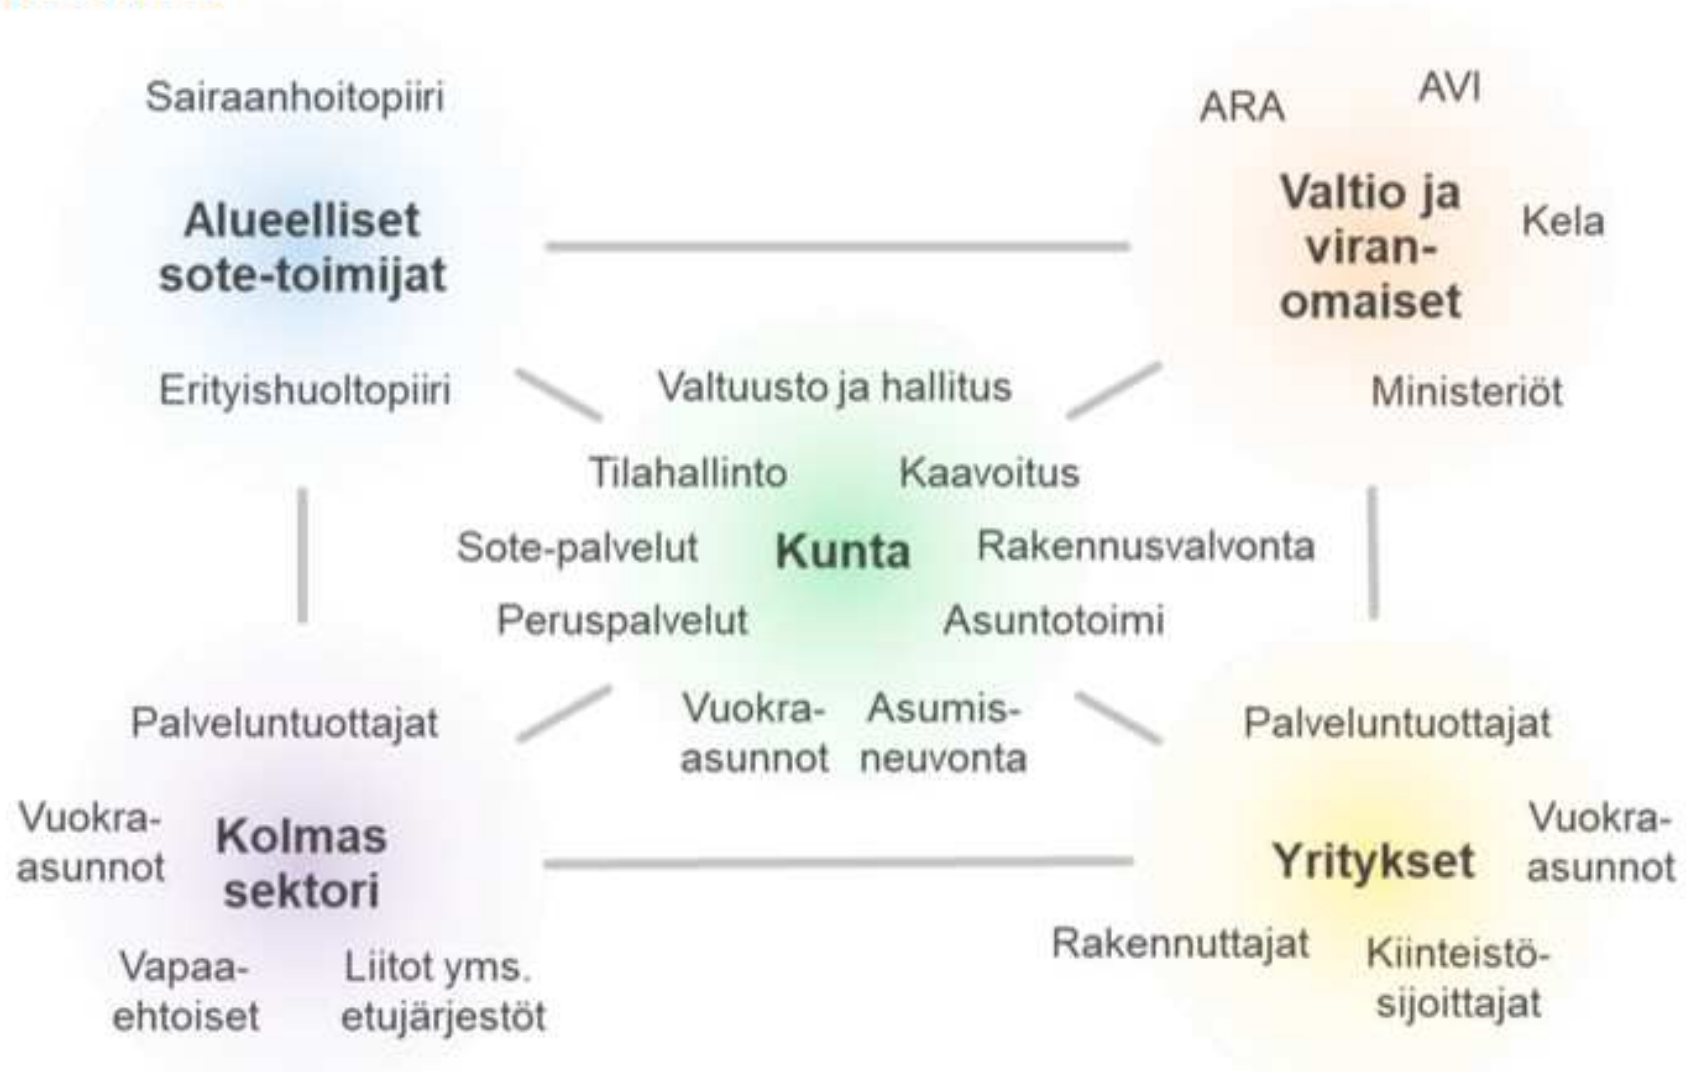 Sairaanhoitopiiri
Alueelliset
sote-toimijat
Erityishuoltopiiri
ARA
AVI
Valtio ja
viran-
omaiset
Kela
Ministeriöt
Valtuusto ja hallitus
Tilahallinto
Kaavoitus
Sote-palvelut
Kunta
Rakennusvalvonta
Peruspalvelut
Asuntotoimi
Vuokra-
asunnot
Asumis-
neuvonta
Palveluntuottajat
Vuokra-
asunnot
Kolmas
sektori
Vapaa-
ehtoiset
Liitot yms.
etujärjestöt
Palveluntuottajat
Yritykset
Vuokra-
asunnot
Rakennuttajat
Kiinteistö-
sijoittajat